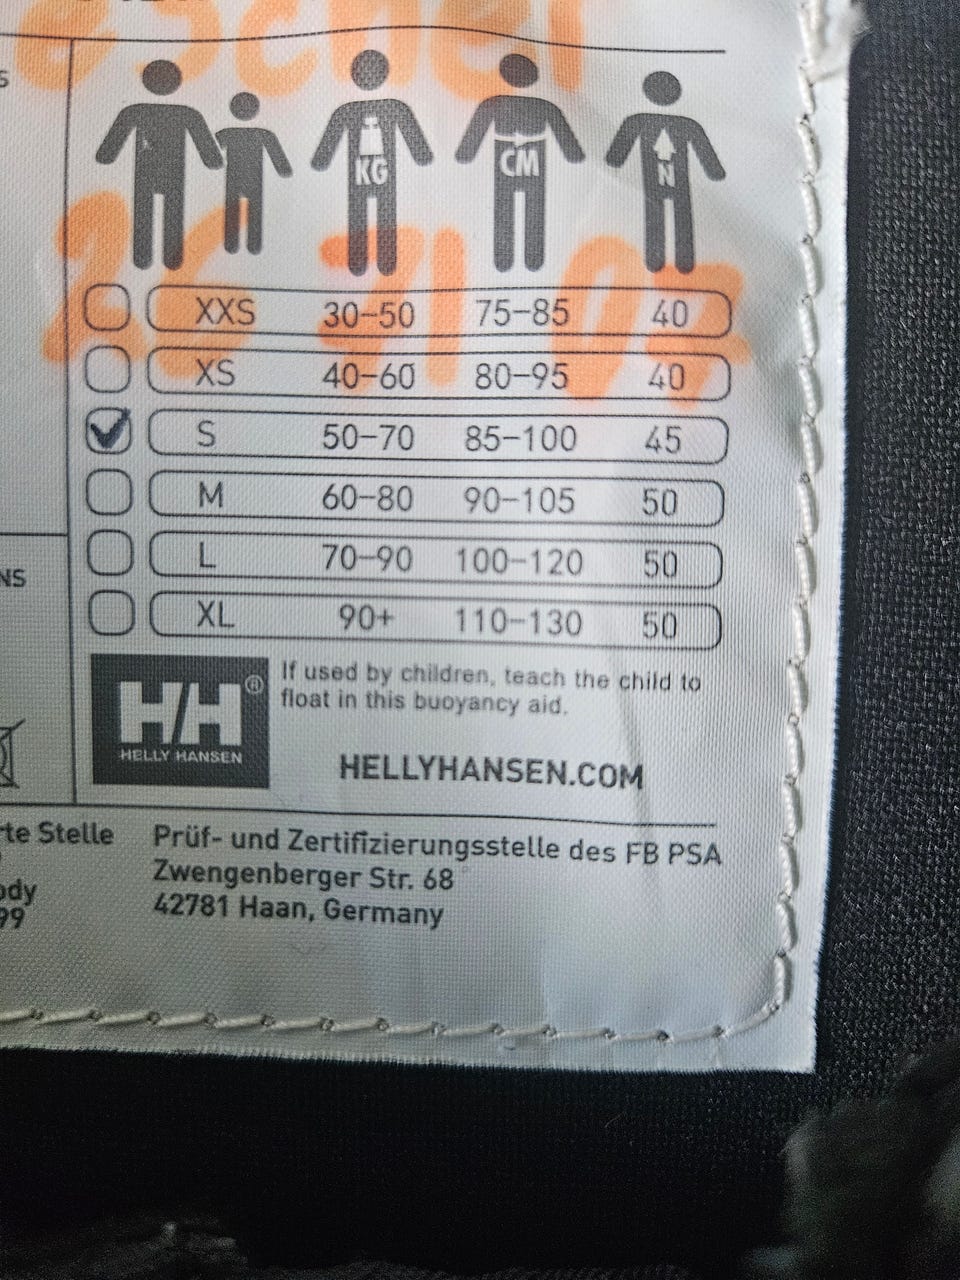 KG CM N
XXS 30-50 75-85 40
XS 40-60 80-95 40
S 50-70 85-100 45
M 60-80 90-105 50
L 70-90 100-120 50
XL 90+ 110-130 50
H/H®
HELLY HANSEN
If used by children, teach the child to
float in this buoyancy aid.
HELLYHANSEN.COM
Prüf- und Zertifizierungsstelle des FB PSA
Zwengenberger Str. 68
42781 Haan, Germany
26 71 07